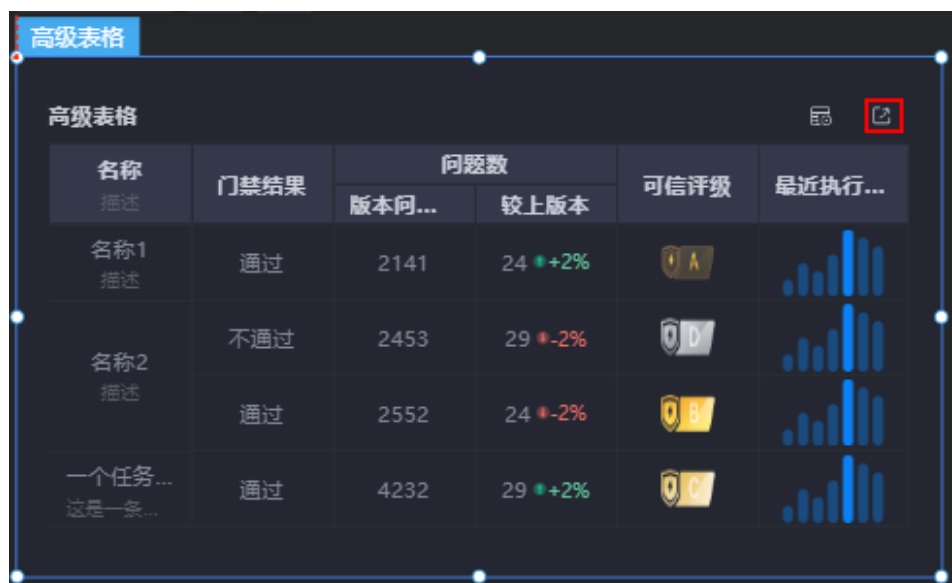 高级表格
高级表格
名称
描述
门禁结果
问题数
版本问...
较上版本
可信评级
最近执行...
名称1
描述
通过
2141
24 +2%
A
名称2
描述
不通过
2453
29 -2%
D
通过
2552
24 -2%
B
一个任务...
这是一条...
通过
4232
29 +2%
C